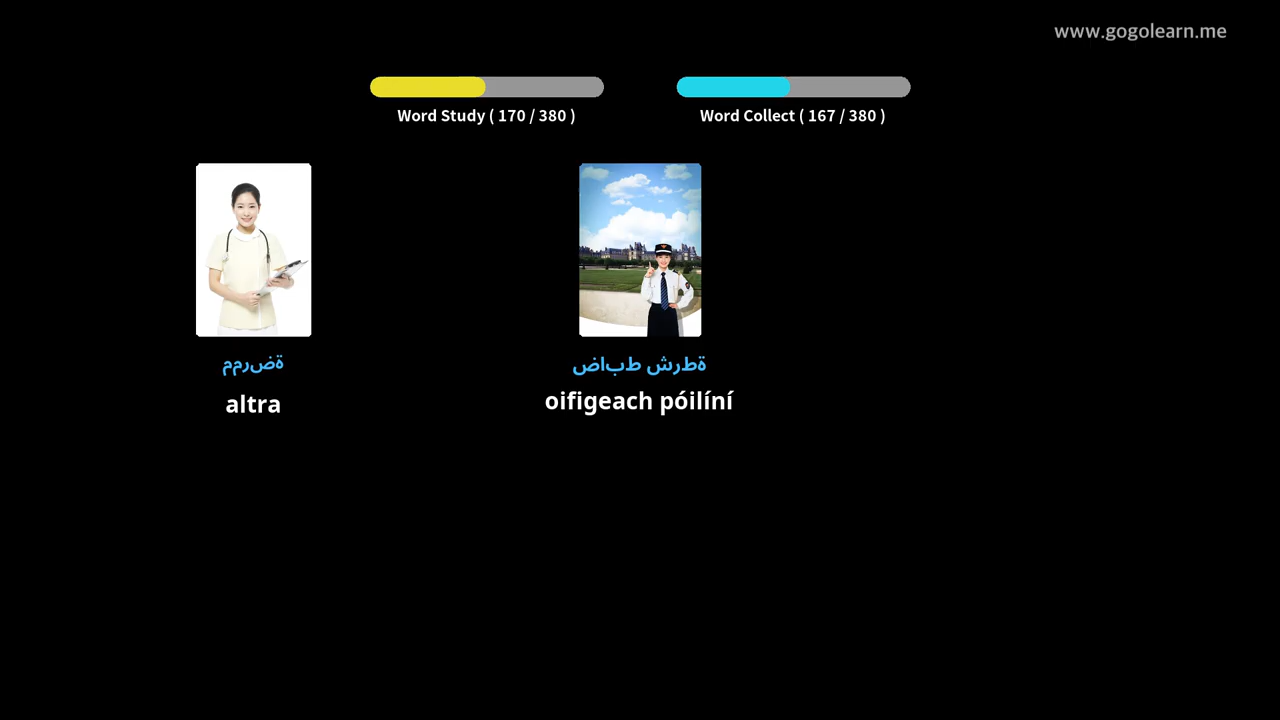 www.gogolearn.me
Word Study ( 170 / 380 )
Word Collect ( 167 / 380 )
ةضرمم
altra
ةطرش طباض
oifigeach póilíní